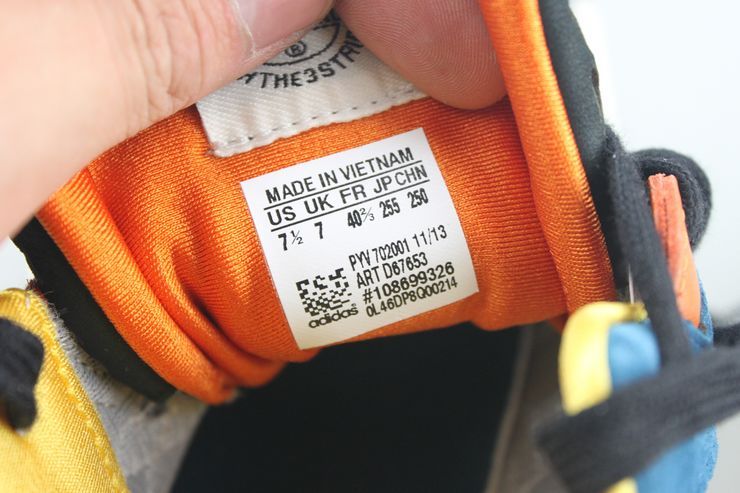 ®
THE3STR
MADE IN VIETNAM
US UK FR JP CHN
7½ 7 40⅔ 255 250
PYV 702001 11/13
ART D67653
#108699326
0L46DP8Q00214
adidas